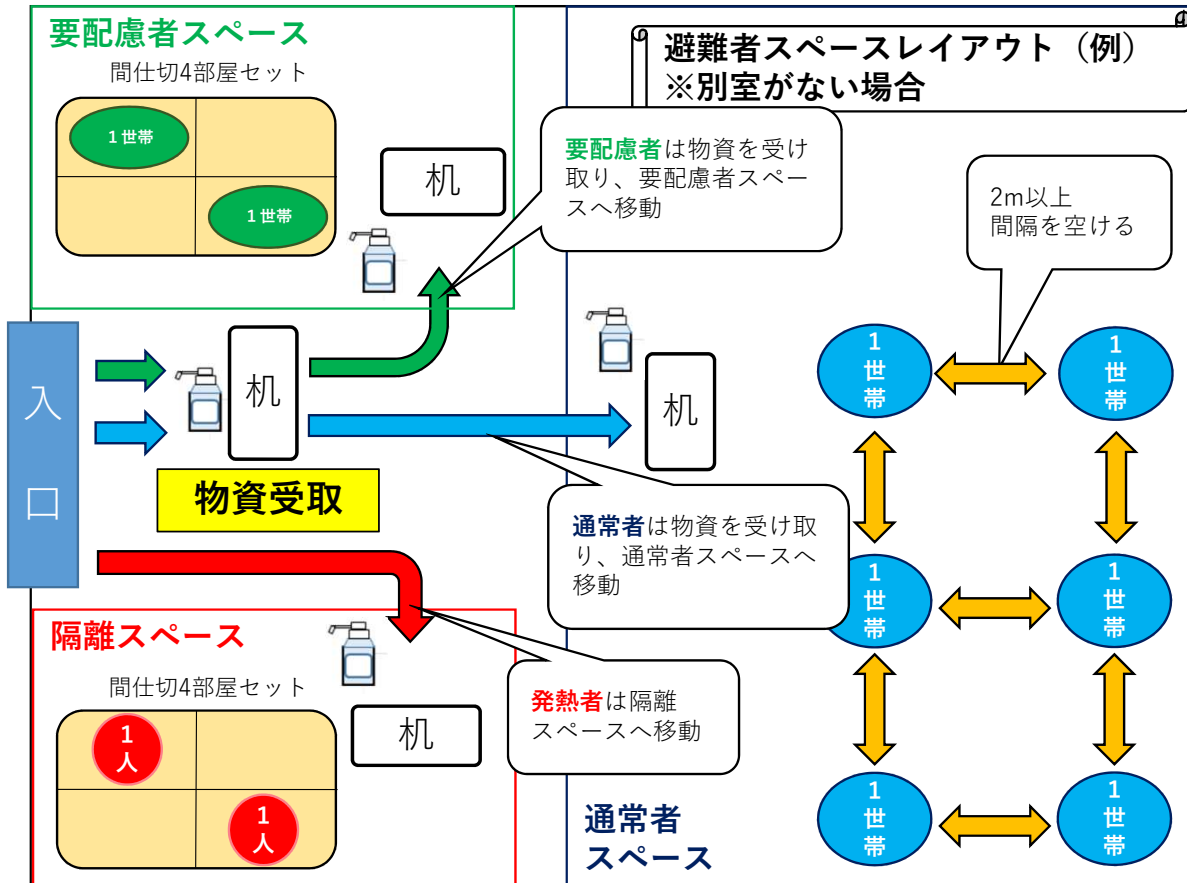 避難者スペースレイアウト（例）
※別室がない場合
要配慮者スペース
間仕切4部屋セット
1世帯
1世帯
机
要配慮者は物資を受け
取り、要配慮者スペー
スへ移動
2m以上
間隔を空ける
入口
机
物資受取
机
通常者は物資を受け取
り、通常者スペースへ
移動
隔離スペース
間仕切4部屋セット
1人
1人
机
発熱者は隔離
スペースへ移動
通常者
スペース
1世帯
1世帯
1世帯
1世帯
1世帯
1世帯